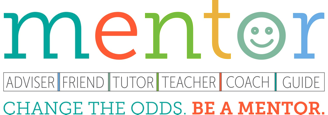 mentor
ADVISER FRIEND TUTOR TEACHER COACH GUIDE
CHANGE THE ODDS. BE A MENTOR.